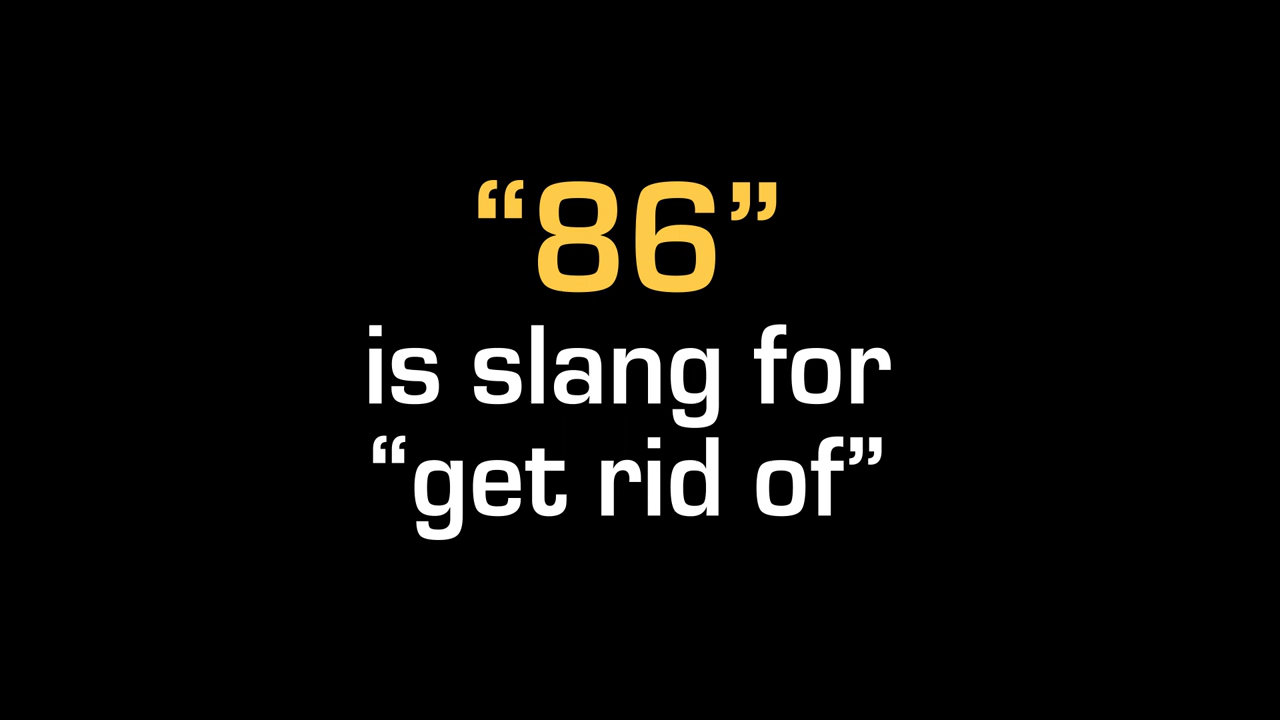 “86”
is slang for
“get rid of”